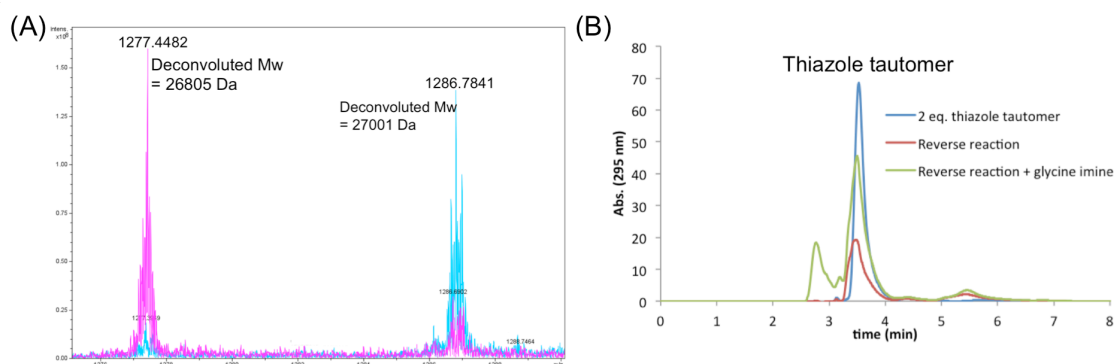 (A)
intens.
x10⁶
1277.4482
Deconvoluted Mw
= 26805 Da
1286.7841
Deconvoluted Mw
= 27001 Da
1.50
1.25
1.00
0.75
0.50
0.25
0.00
1288.7464
(B)
Thiazole tautomer
80
70
60
50
40
30
20
10
0
Abs. (295 nm)
2 eq. thiazole tautomer
Reverse reaction
Reverse reaction + glycine imine
0 1 2 3 4 5 6 7 8
time (min)